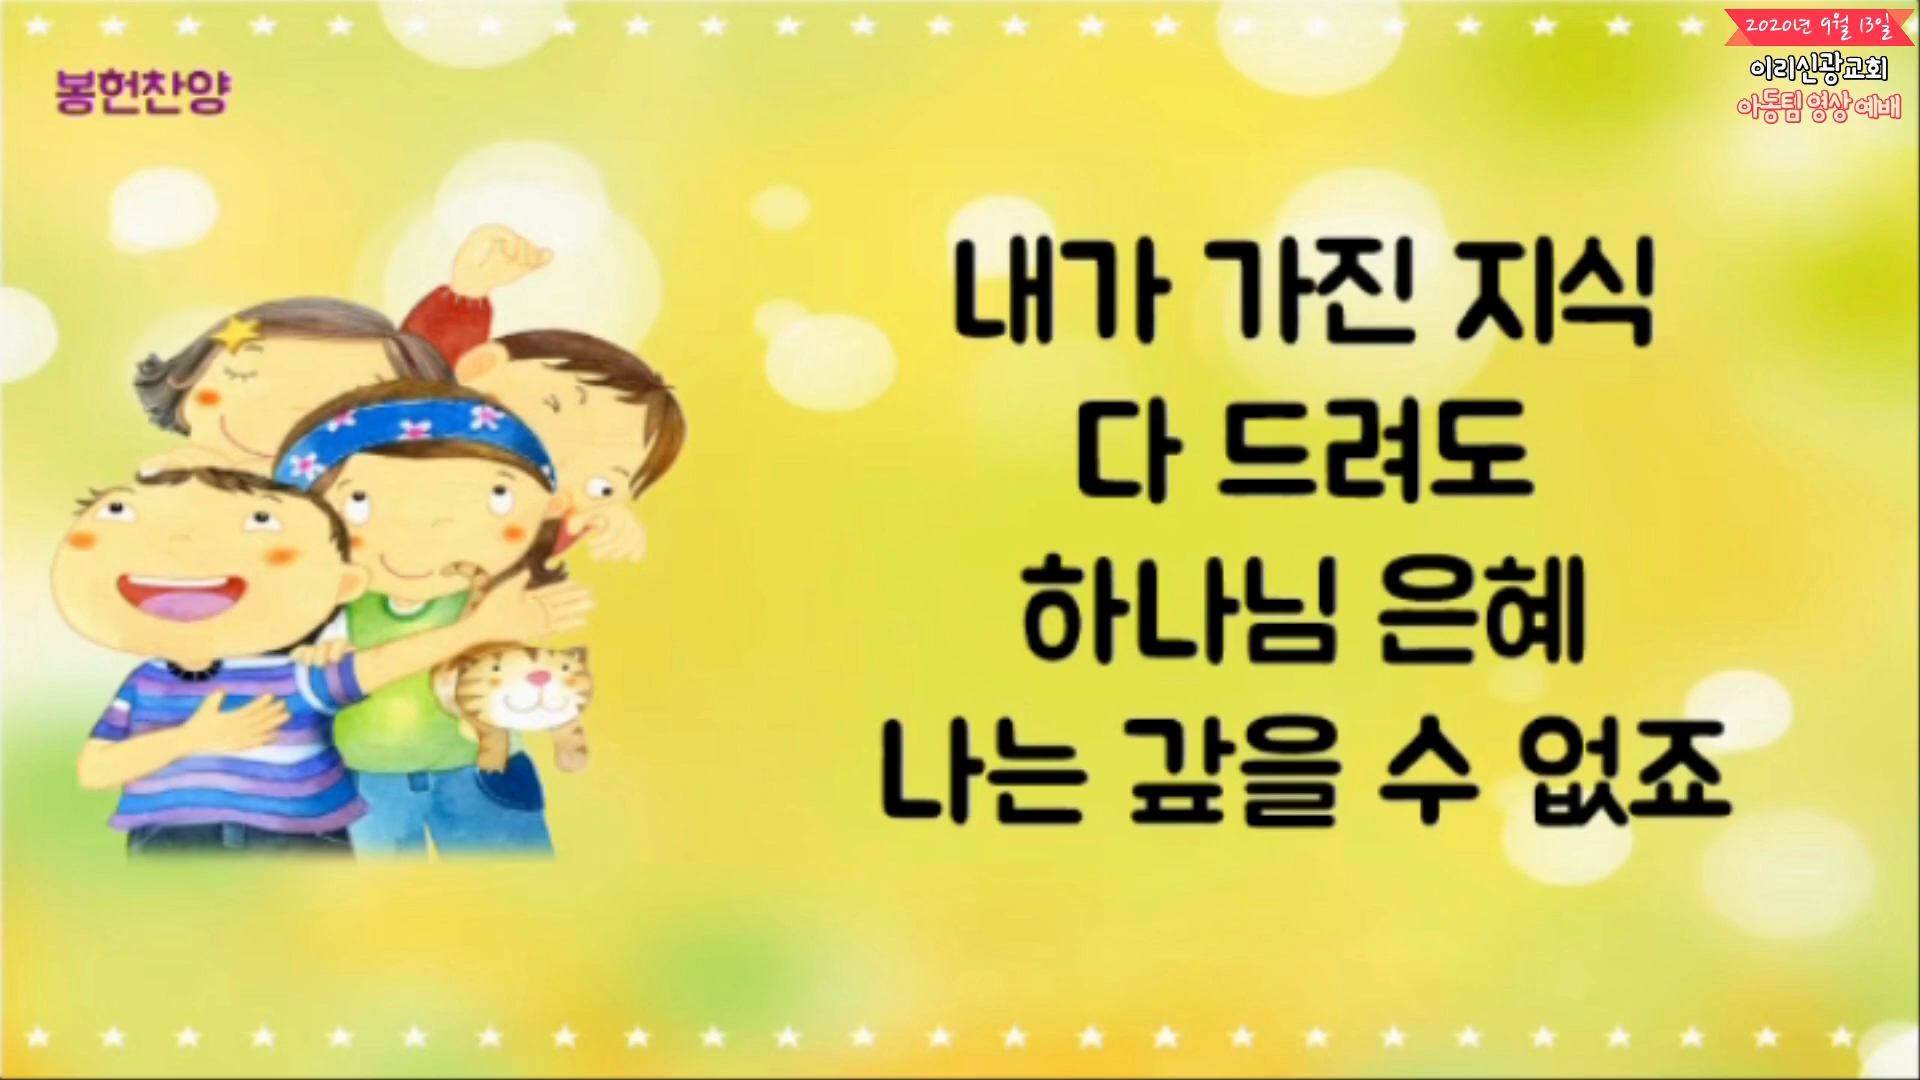 2020년 9월 13일
이리신광교회
아동팀 영상 예배
봉헌찬양
내가 가진 지식
다 드려도
하나님 은혜
나는 갚을 수 없죠